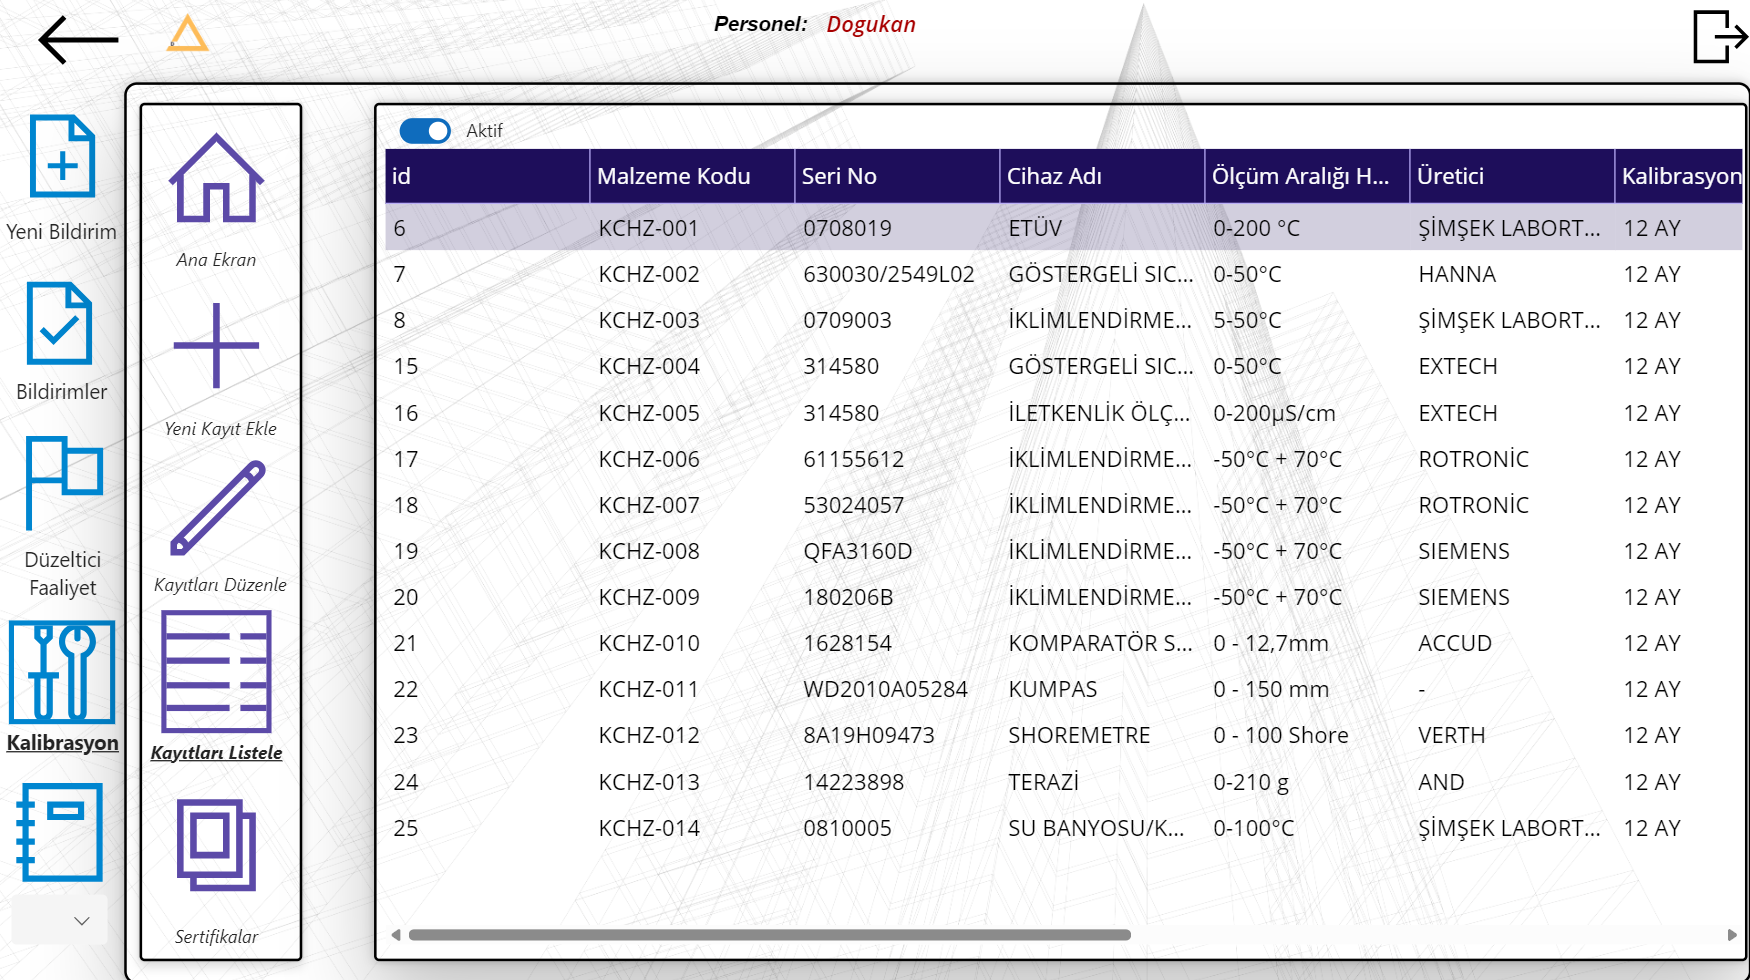 Personel: Dogukan
Yeni Bildirim
Bildirimler
Düzeltici
Faaliyet
Kalibrasyon
Ana Ekran
Yeni Kayıt Ekle
Kayıtları Düzenle
Kayıtları Listele
Sertifikalar
Aktif
id Malzeme Kodu Seri No Cihaz Adı Ölçüm Aralığı H... Üretici Kalibrasyon
6 KCHZ-001 0708019 ETÜV 0-200 °C ŞİMŞEK LABORT... 12 AY
7 KCHZ-002 630030/2549L02 GÖSTERGELİ SIC... 0-50°C HANNA 12 AY
8 KCHZ-003 0709003 İKLİMLENDİRME... 5-50°C ŞİMŞEK LABORT... 12 AY
15 KCHZ-004 314580 GÖSTERGELİ SIC... 0-50°C EXTECH 12 AY
16 KCHZ-005 314580 İLETKENLİK ÖLÇ... 0-200µS/cm EXTECH 12 AY
17 KCHZ-006 61155612 İKLİMLENDİRME... -50°C + 70°C ROTRONİC 12 AY
18 KCHZ-007 53024057 İKLİMLENDİRME... -50°C + 70°C ROTRONİC 12 AY
19 KCHZ-008 QFA3160D İKLİMLENDİRME... -50°C + 70°C SIEMENS 12 AY
20 KCHZ-009 180206B İKLİMLENDİRME... -50°C + 70°C SIEMENS 12 AY
21 KCHZ-010 1628154 KOMPARATÖR S... 0 - 12,7mm ACCUD 12 AY
22 KCHZ-011 WD2010A05284 KUMPAS 0 - 150 mm - 12 AY
23 KCHZ-012 8A19H09473 SHOREMETRE 0 - 100 Shore VERTH 12 AY
24 KCHZ-013 14223898 TERAZİ 0-210 g AND 12 AY
25 KCHZ-014 0810005 SU BANYOSU/K... 0-100°C ŞİMŞEK LABORT... 12 AY